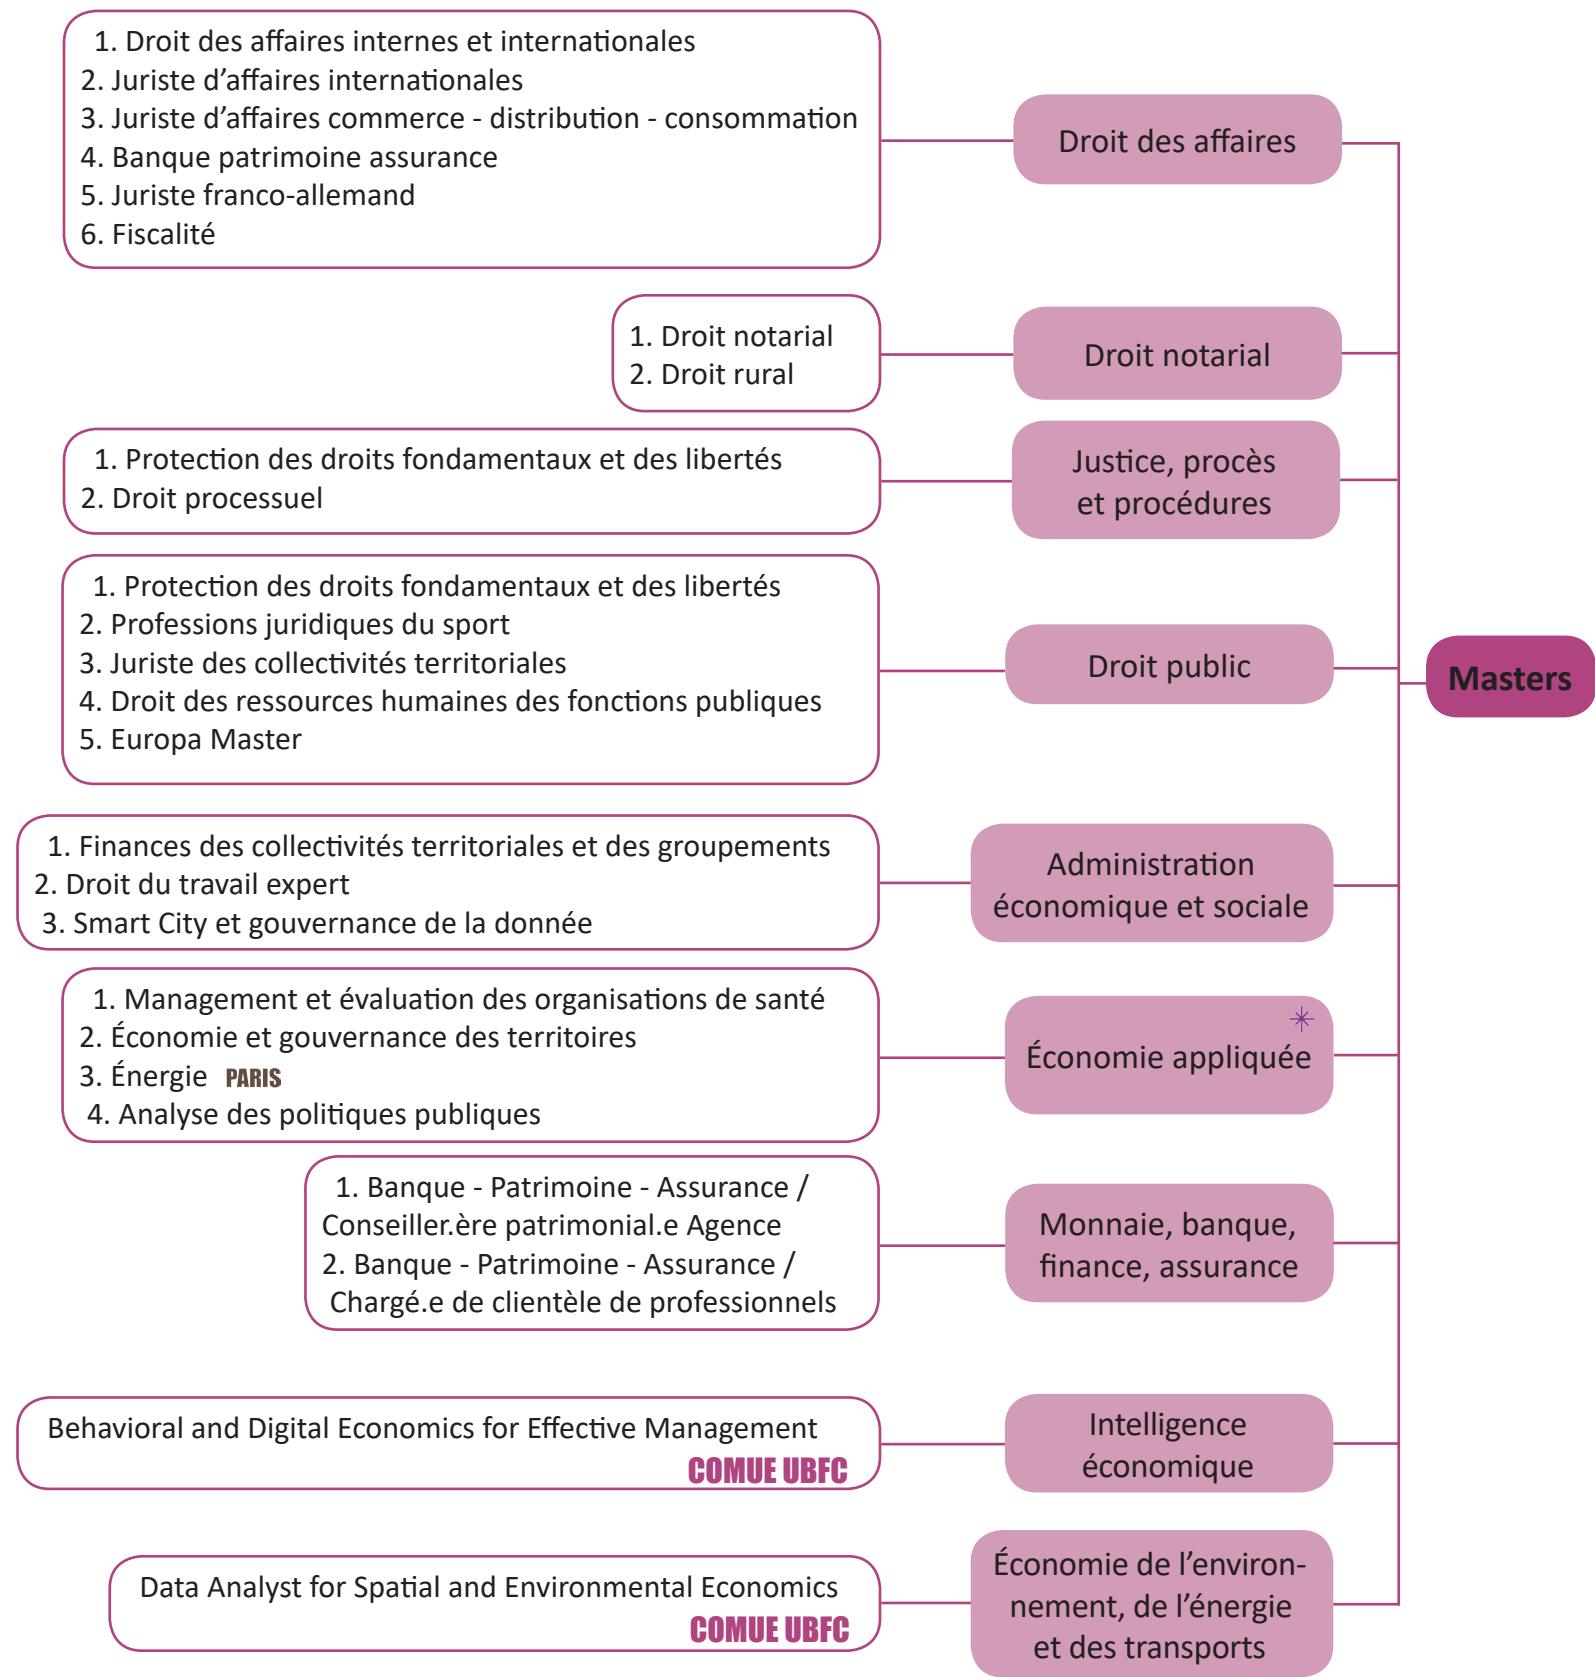 1. Droit des affaires internes et internationales
2. Juriste d’affaires internationales
3. Juriste d’affaires commerce - distribution - consommation
4. Banque patrimoine assurance
5. Juriste franco-allemand
6. Fiscalité
Droit des affaires
1. Droit notarial
2. Droit rural
Droit notarial
1. Protection des droits fondamentaux et des libertés
2. Droit processuel
Justice, procès
et procédures
1. Protection des droits fondamentaux et des libertés
2. Professions juridiques du sport
3. Juriste des collectivités territoriales
4. Droit des ressources humaines des fonctions publiques
5. Europa Master
Droit public
Masters
1. Finances des collectivités territoriales et des groupements
2. Droit du travail expert
3. Smart City et gouvernance de la donnée
Administration
économique et sociale
1. Management et évaluation des organisations de santé
2. Économie et gouvernance des territoires
3. Énergie PARIS
4. Analyse des politiques publiques
Économie appliquée
1. Banque - Patrimoine - Assurance /
Conseiller.ère patrimonial.e Agence
2. Banque - Patrimoine - Assurance /
Chargé.e de clientèle de professionnels
Monnaie, banque,
finance, assurance
Behavioral and Digital Economics for Effective Management
COMUE UBFC
Intelligence
économique
Data Analyst for Spatial and Environmental Economics
COMUE UBFC
Économie de l’environ-
nement, de l’énergie
et des transports